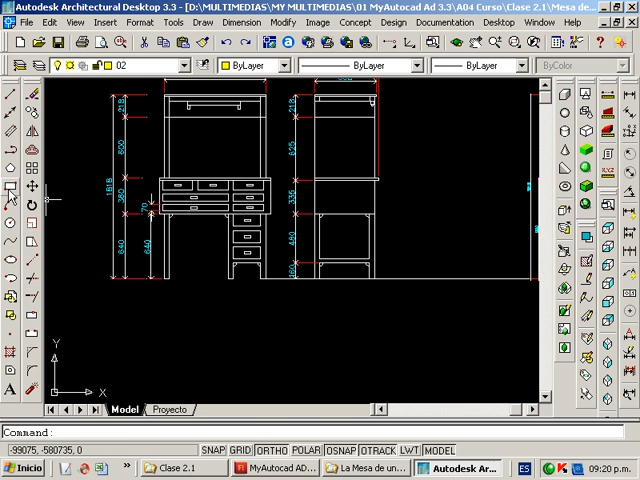 Autodesk Architectural Desktop 3.3 - [D:\MULTIMEDIAS\MY MULTIMEDIAS\01 MyAutocad Ad 3.3\A04 Curso\Clase 2.1\Mesa de...
File Edit View Insert Format Tools Draw Dimension Modify Image Concept Design Documentation Desktop Window Help
02 ByLayer ByLayer ByLayer ByColor
218 218
600 625
1818
380 335
70
640 640 480
160
Y
X
Model Proyecto
Command:
-99075, -580735, 0 SNAP GRID ORTHO POLAR OSNAP OTRACK LWT MODEL
Inicio Clase 2.1 MyAutocad AD... La Mesa de un... Autodesk Ar... ES 09:20 p.m.